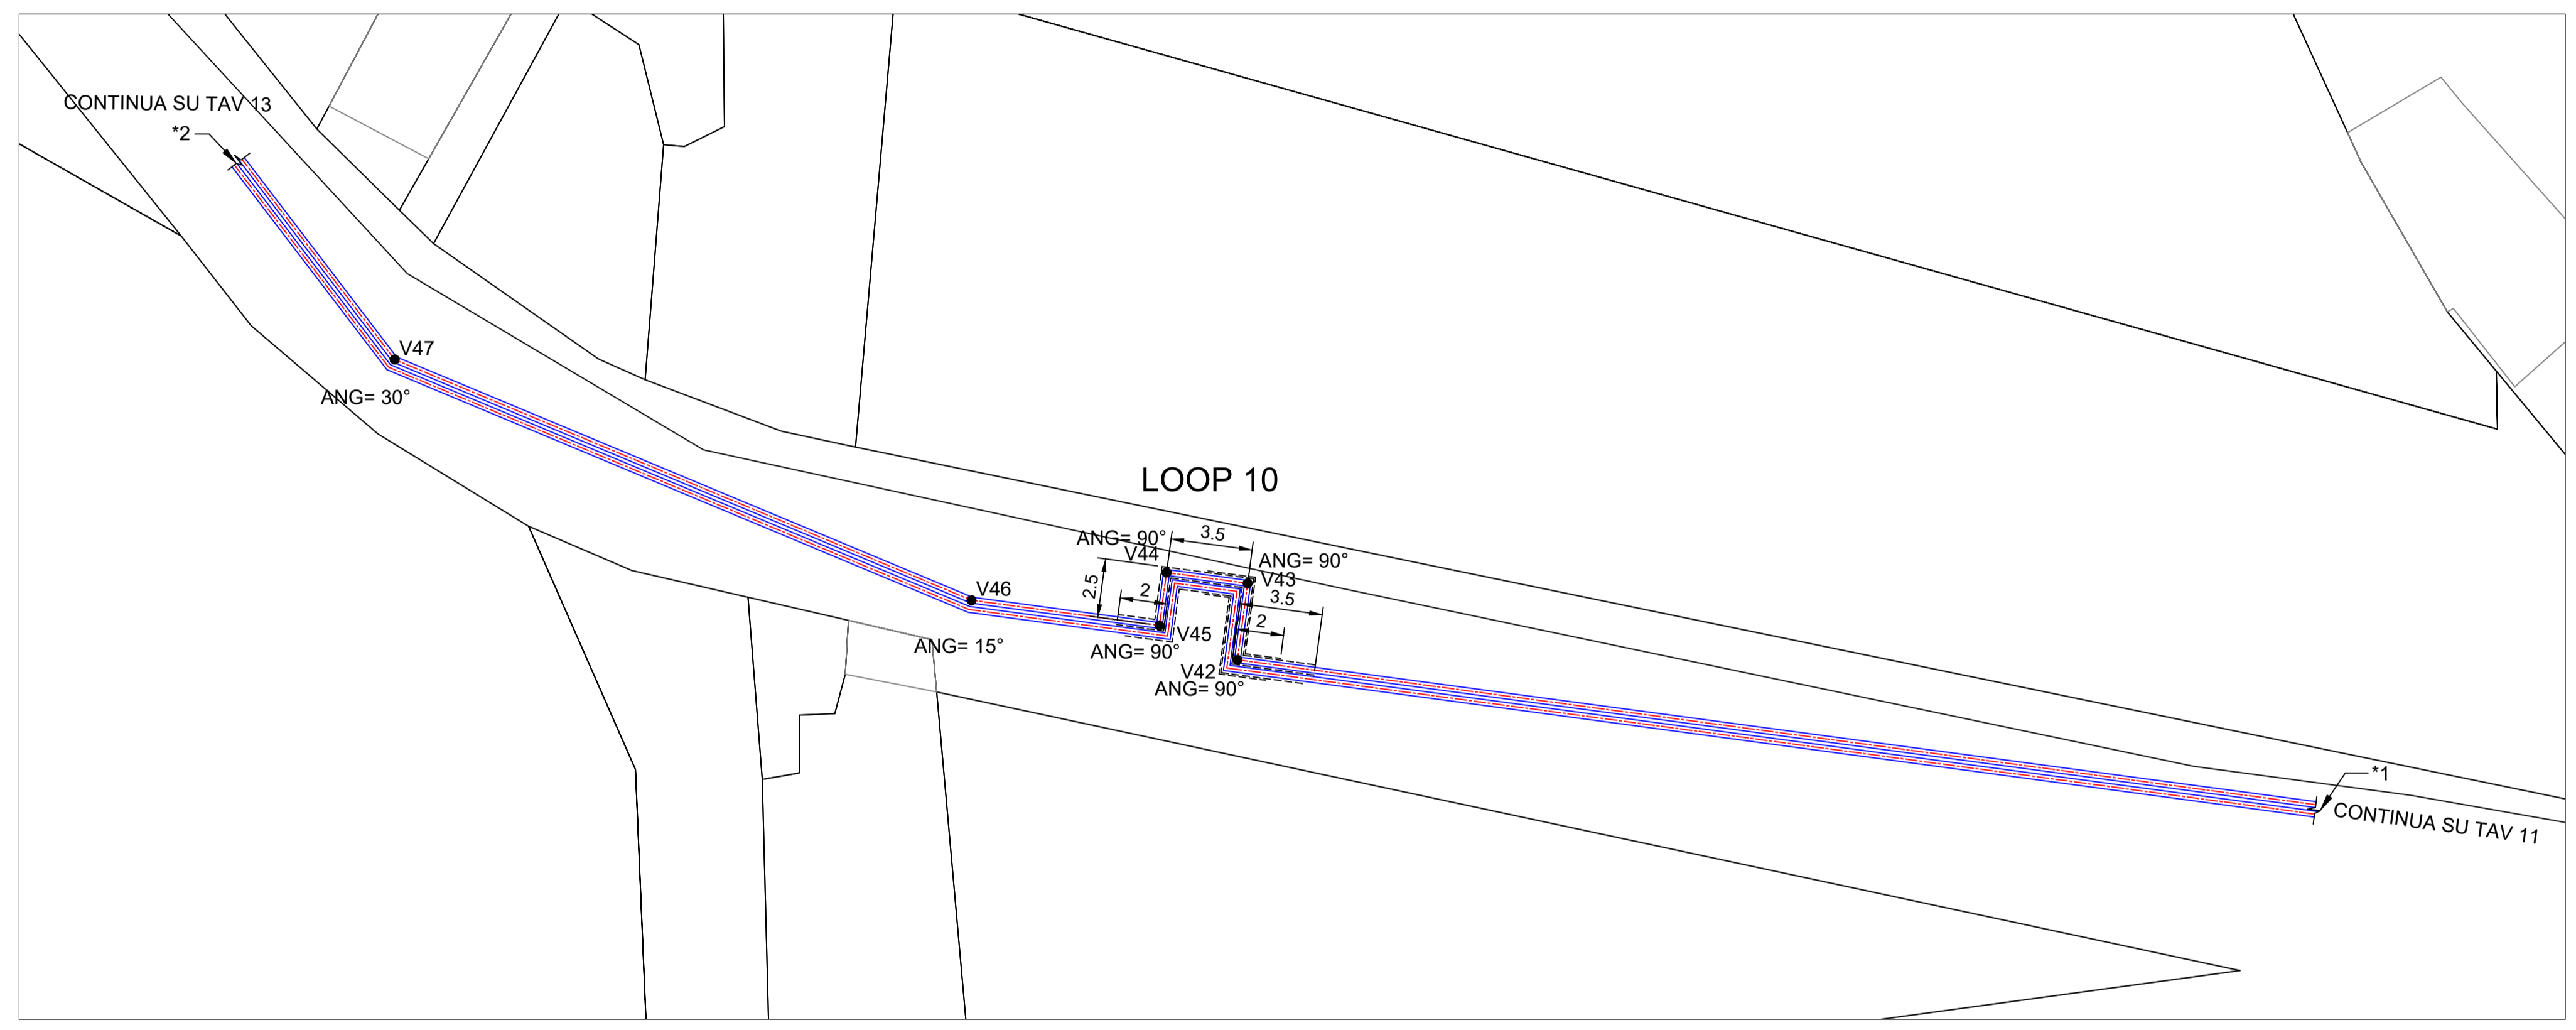 CONTINUA SU TAV 13
*2
V47
ANG= 30°
LOOP 10
ANG= 90°
3.5
V44
ANG= 90°
V43
2.5
2
3.5
V46
2
V45
ANG= 15°
ANG= 90°
V42
ANG= 90°
*1
CONTINUA SU TAV 11